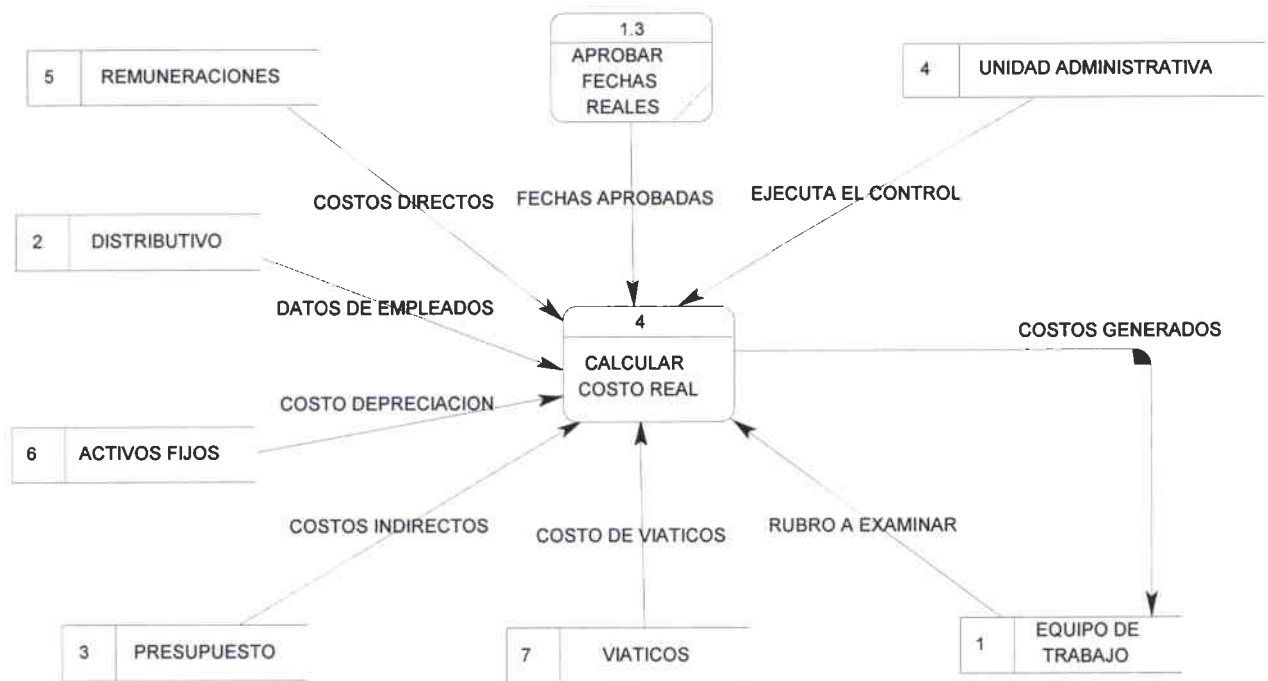 1.3
APROBAR
FECHAS
REALES
5 REMUNERACIONES
4 UNIDAD ADMINISTRATIVA
COSTOS DIRECTOS
FECHAS APROBADAS
EJECUTA EL CONTROL
2 DISTRIBUTIVO
DATOS DE EMPLEADOS
4
CALCULAR
COSTO REAL
COSTOS GENERADOS
COSTO DEPRECIACION
6 ACTIVOS FIJOS
COSTOS INDIRECTOS
COSTO DE VIATICOS
RUBRO A EXAMINAR
3 PRESUPUESTO
7 VIATICOS
1 EQUIPO DE
TRABAJO